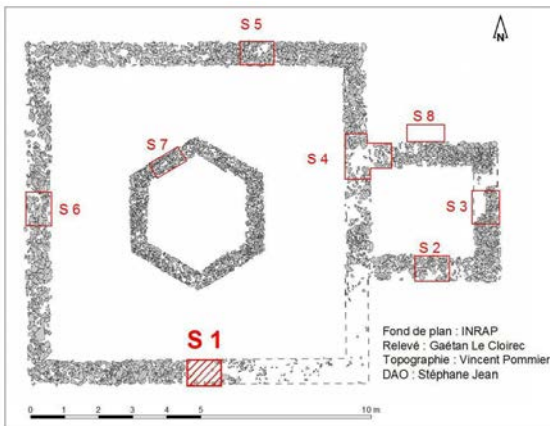 S 5
N
S 8
S 7
S 4
S 3
S 6
S 2
S 1
Fond de plan : INRAP
Relevé : Gaétan Le Cloirec
Topographie : Vincent Pommier
DAO : Stéphane Jean
0 1 2 3 4 5 10 m